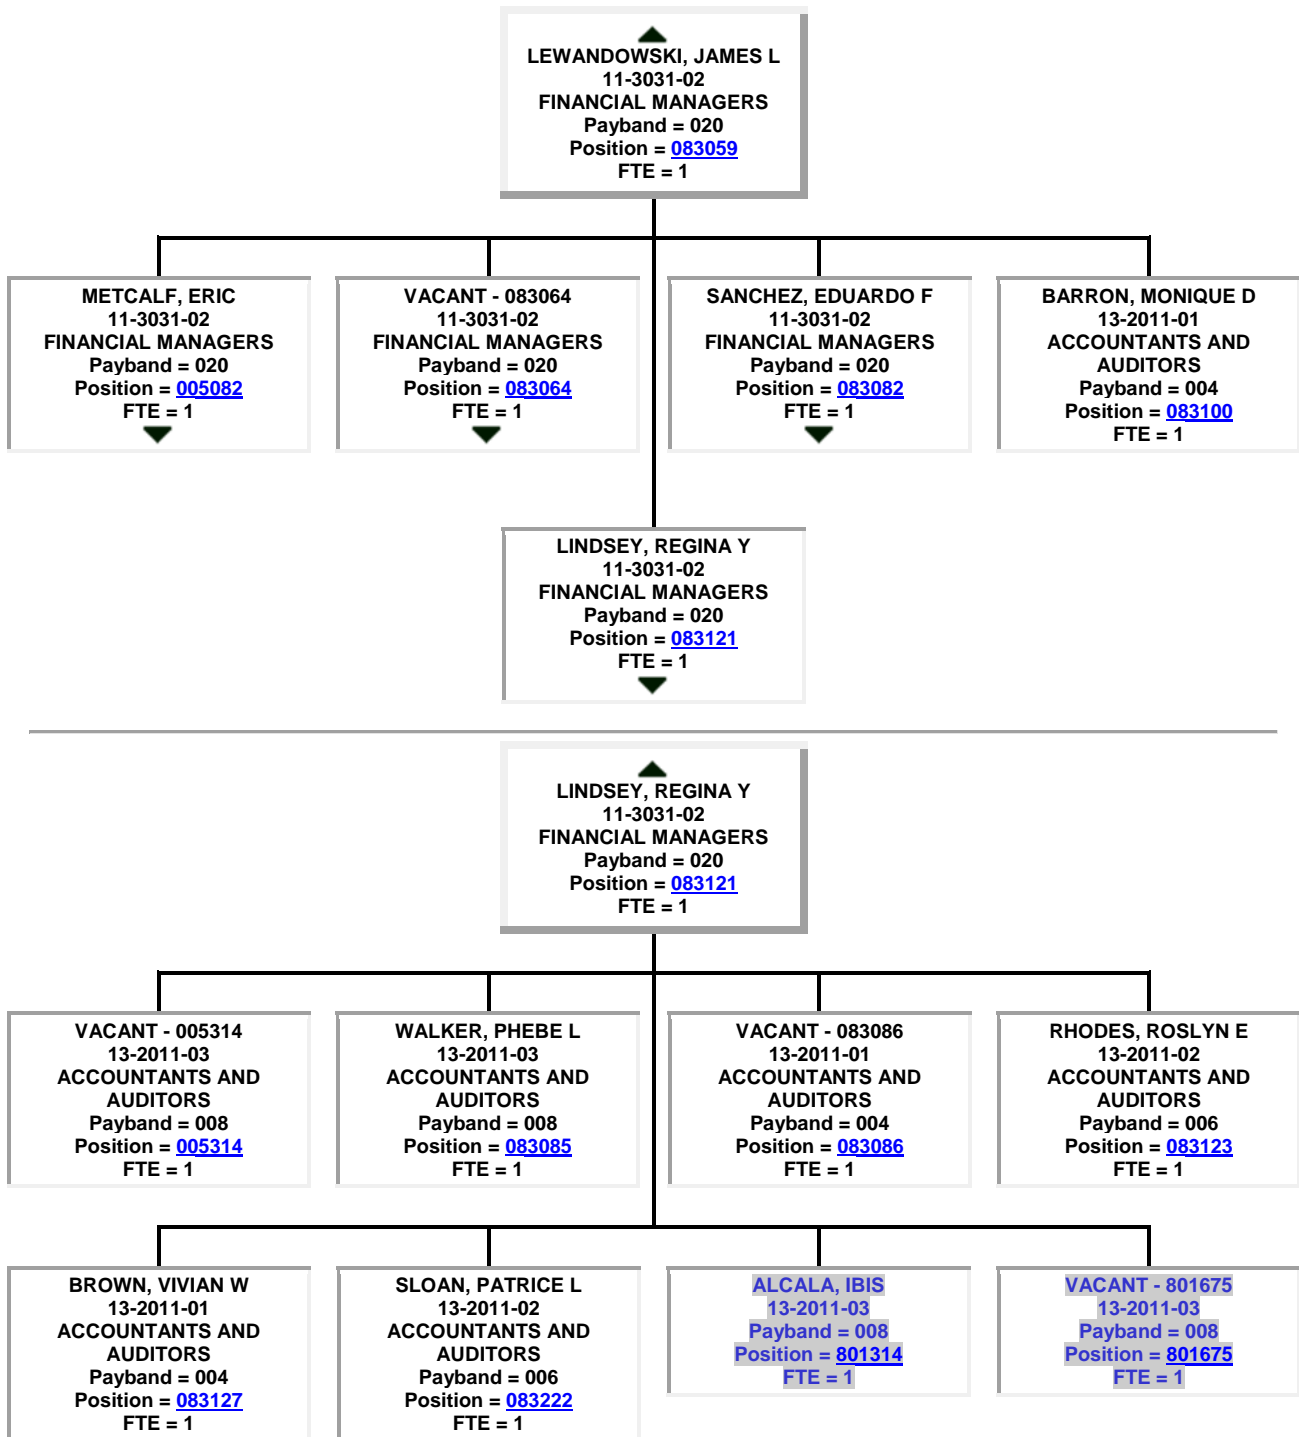 LEWANDOWSKI, JAMES L
11-3031-02
FINANCIAL MANAGERS
Payband = 020
Position = 083059
FTE = 1
METCALF, ERIC
11-3031-02
FINANCIAL MANAGERS
Payband = 020
Position = 005082
FTE = 1
VACANT - 083064
11-3031-02
FINANCIAL MANAGERS
Payband = 020
Position = 083064
FTE = 1
SANCHEZ, EDUARDO F
11-3031-02
FINANCIAL MANAGERS
Payband = 020
Position = 083082
FTE = 1
BARRON, MONIQUE D
13-2011-01
ACCOUNTANTS AND
AUDITORS
Payband = 004
Position = 083100
FTE = 1
LINDSEY, REGINA Y
11-3031-02
FINANCIAL MANAGERS
Payband = 020
Position = 083121
FTE = 1
LINDSEY, REGINA Y
11-3031-02
FINANCIAL MANAGERS
Payband = 020
Position = 083121
FTE = 1
VACANT - 005314
13-2011-03
ACCOUNTANTS AND
AUDITORS
Payband = 008
Position = 005314
FTE = 1
WALKER, PHEBE L
13-2011-03
ACCOUNTANTS AND
AUDITORS
Payband = 008
Position = 083085
FTE = 1
VACANT - 083086
13-2011-01
ACCOUNTANTS AND
AUDITORS
Payband = 004
Position = 083086
FTE = 1
RHODES, ROSLYN E
13-2011-02
ACCOUNTANTS AND
AUDITORS
Payband = 006
Position = 083123
FTE = 1
BROWN, VIVIAN W
13-2011-01
ACCOUNTANTS AND
AUDITORS
Payband = 004
Position = 083127
FTE = 1
SLOAN, PATRICE L
13-2011-02
ACCOUNTANTS AND
AUDITORS
Payband = 006
Position = 083222
FTE = 1
ALCALA, IBIS
13-2011-03
Payband = 008
Position = 801314
FTE = 1
VACANT - 801675
13-2011-03
Payband = 008
Position = 801675
FTE = 1